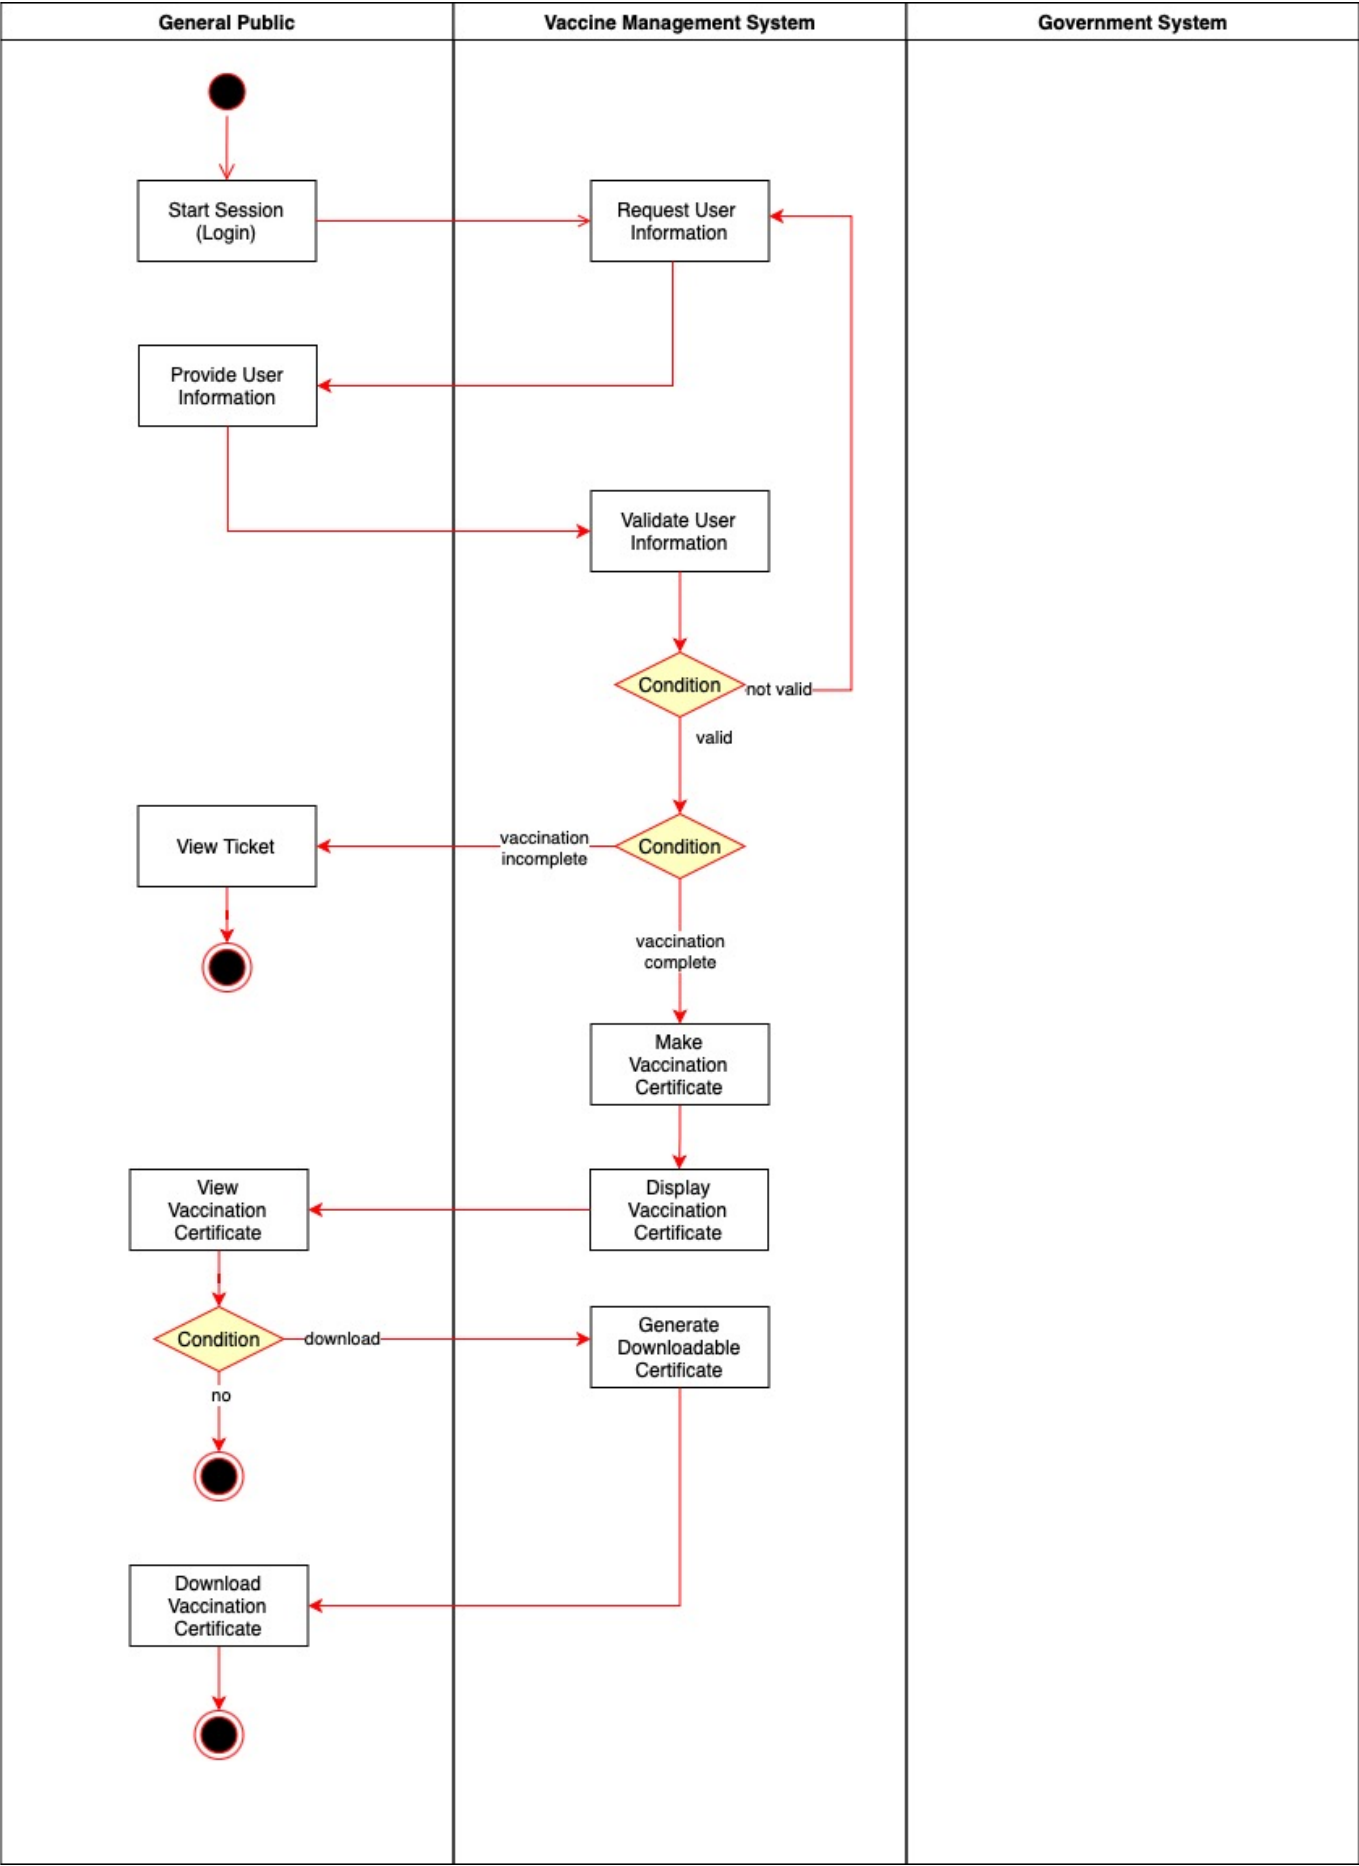 General Public
Vaccine Management System
Government System
Start Session
(Login)
Request User
Information
Provide User
Information
Validate User
Information
Condition
not valid
valid
View Ticket
vaccination
incomplete
Condition
vaccination
complete
Make
Vaccination
Certificate
View
Vaccination
Certificate
Display
Vaccination
Certificate
Condition
download
Generate
Downloadable
Certificate
no
Download
Vaccination
Certificate